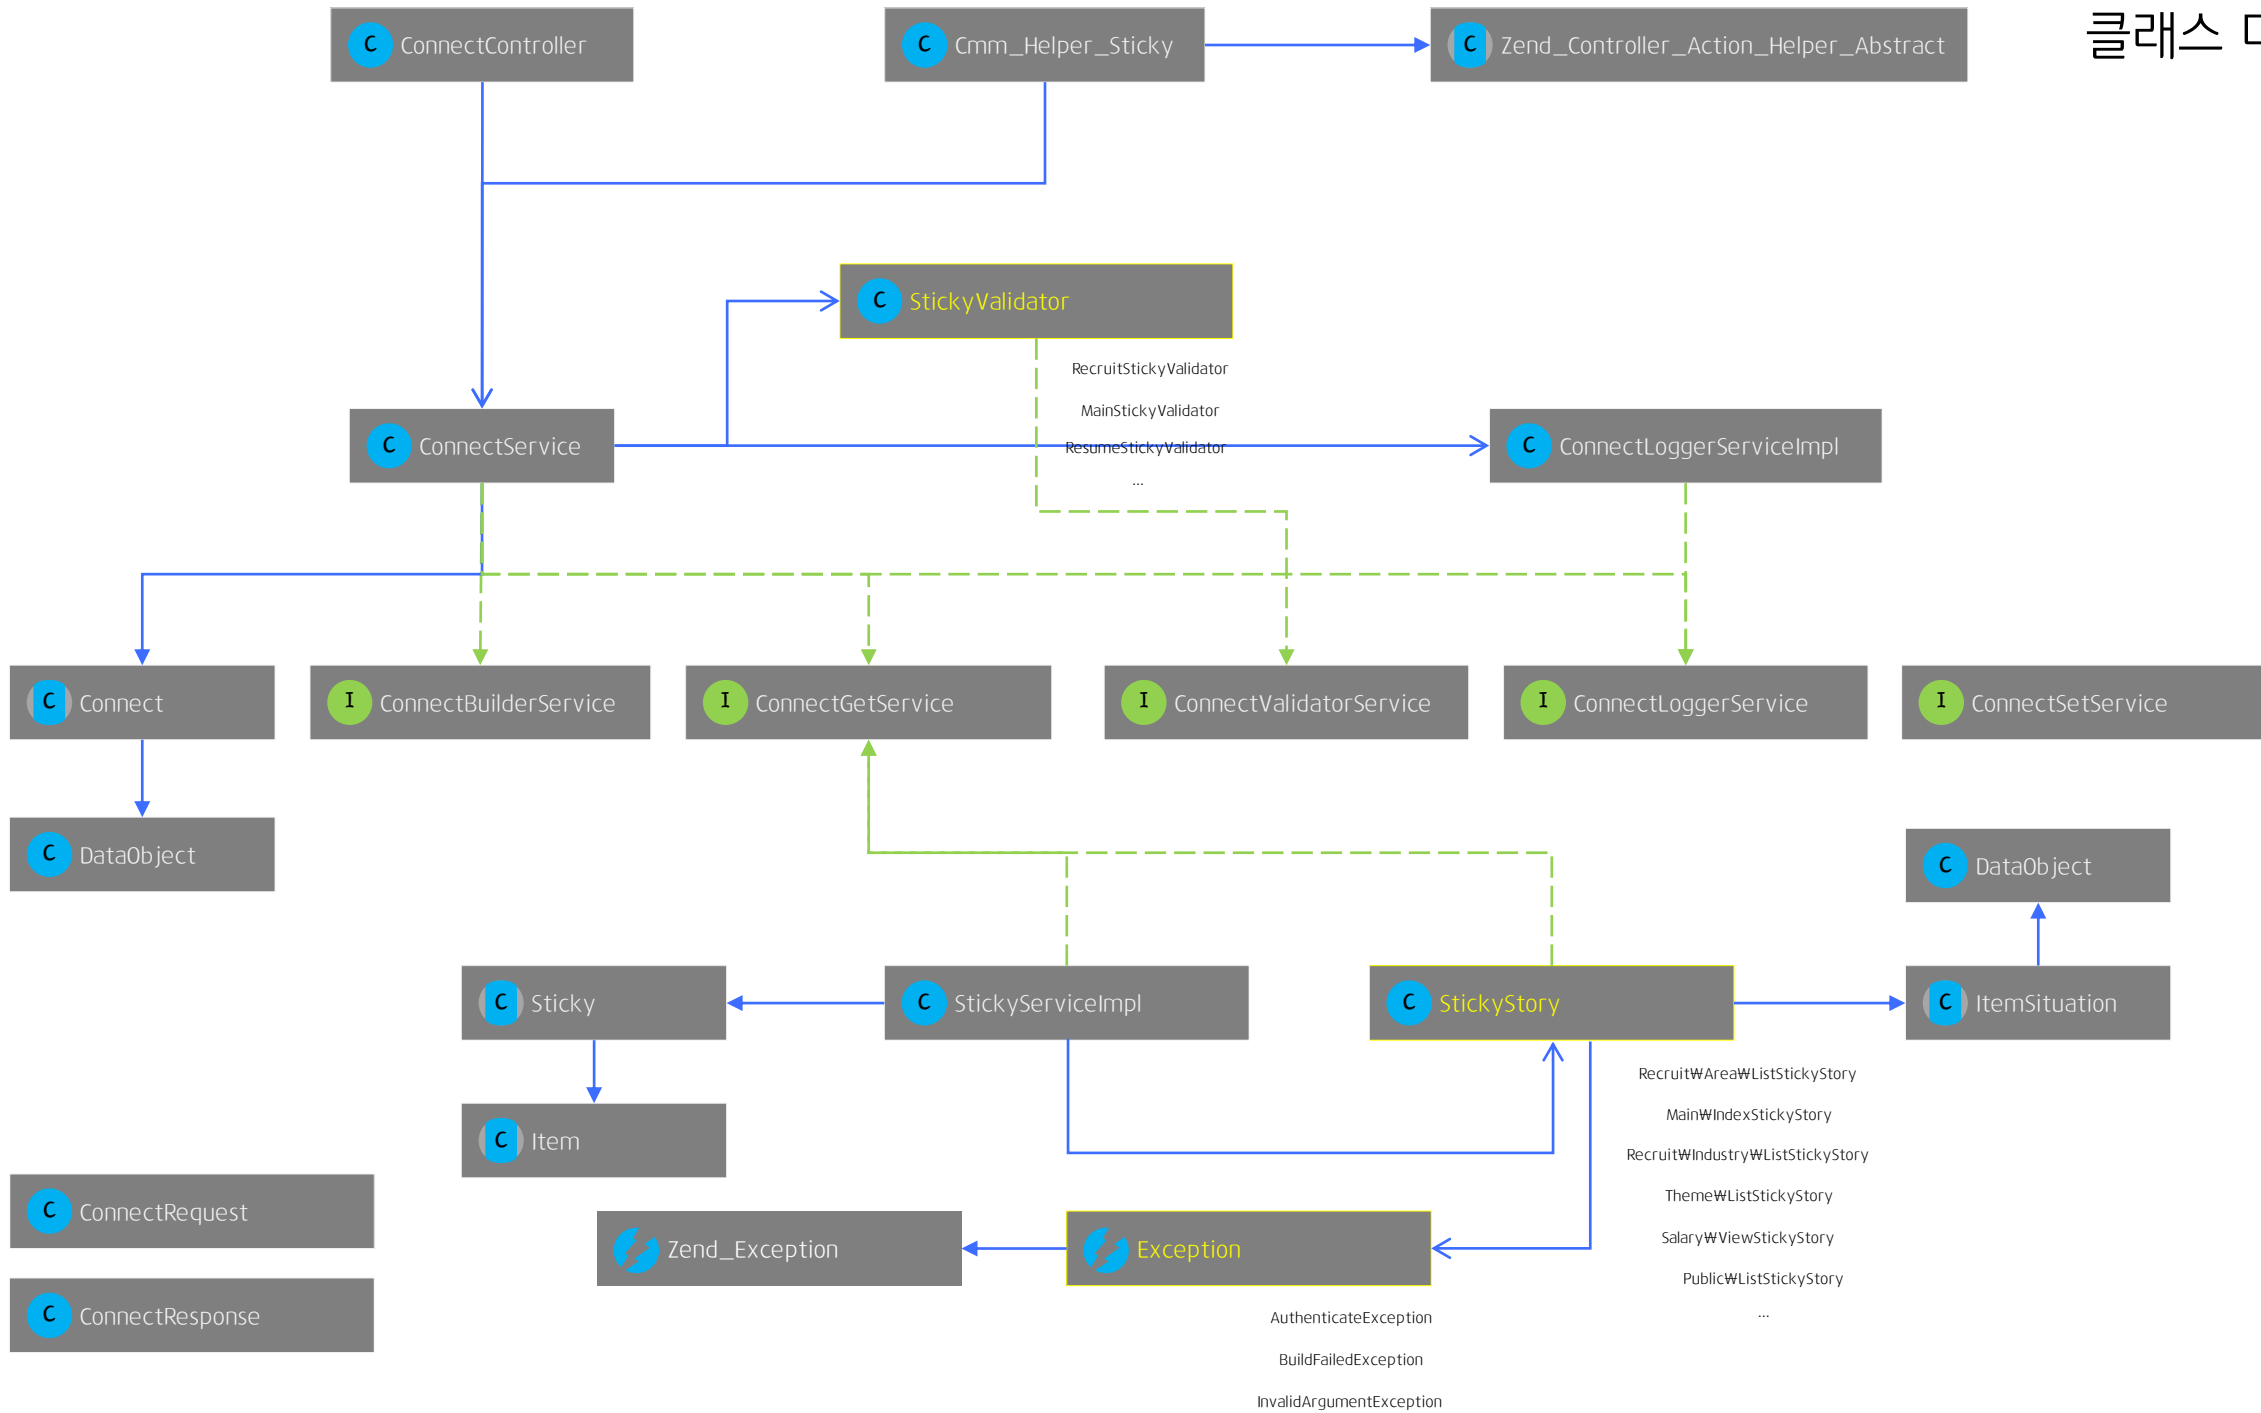 클래스
C ConnectController
C Cmm_Helper_Sticky
C Zend_Controller_Action_Helper_Abstract
C StickyValidator
RecruitStickyValidator
MainStickyValidator
ResumeStickyValidator
...
C ConnectService
C ConnectLoggerServiceImpl
C Connect
I ConnectBuilderService
I ConnectGetService
I ConnectValidatorService
I ConnectLoggerService
I ConnectSetService
C DataObject
C DataObject
C Sticky
C StickyServiceImpl
C StickyStory
C ItemSituation
Recruit₩Area₩ListStickyStory
Main₩IndexStickyStory
Recruit₩Industry₩ListStickyStory
Theme₩ListStickyStory
Salary₩ViewStickyStory
Public₩ListStickyStory
...
C Item
C ConnectRequest
Zend_Exception
Exception
C ConnectResponse
AuthenticateException
BuildFailedException
InvalidArgumentException